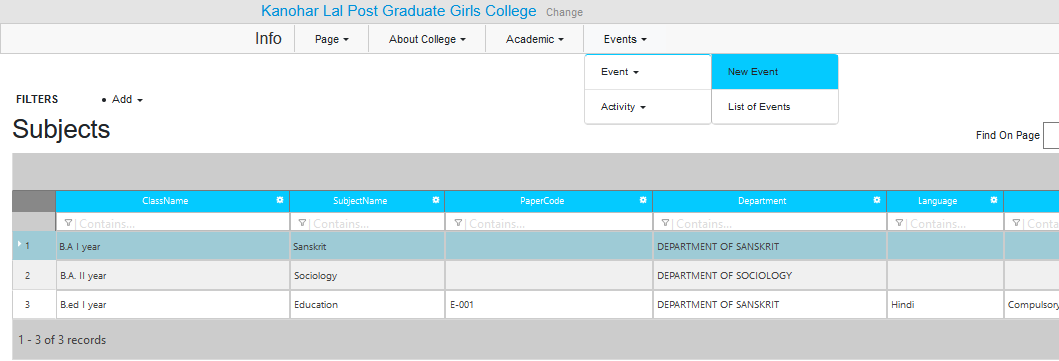 Kanohar Lal Post Graduate Girls College Change
Info Page About College Academic Events
Event New Event
FILTERS • Add
Activity List of Events
Subjects
Find On Page
ClassName SubjectName PaperCode Department Language
Contains... Contains... Contains... Contains... Contains... Contains...
1 B.A I year Sanskrit DEPARTMENT OF SANSKRIT
2 B.A. II year Sociology DEPARTMENT OF SOCIOLOGY
3 B.ed I year Education E-001 DEPARTMENT OF SANSKRIT Hindi Compulsory
1 - 3 of 3 records